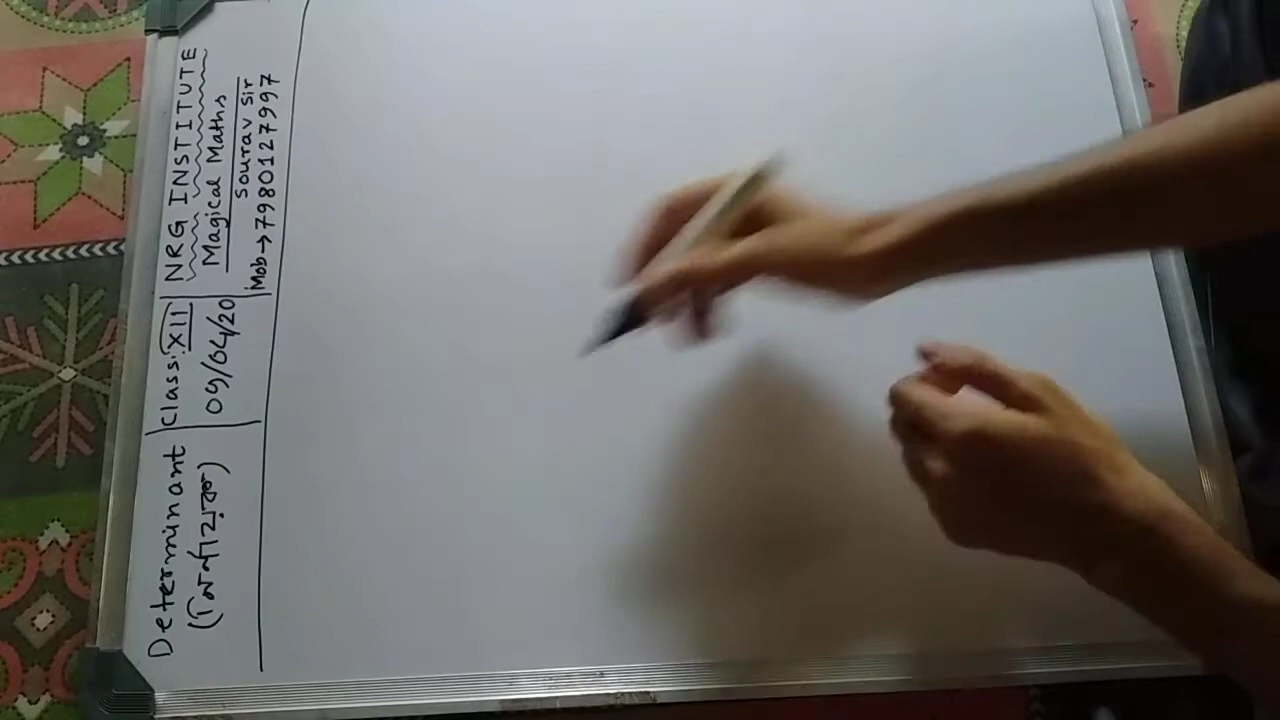 Determinant
(নির্ণায়ক)
Class: XII
09/04/20
NRG INSTITUTE
Magical Maths
Sourav Sir
Mob→7980127997